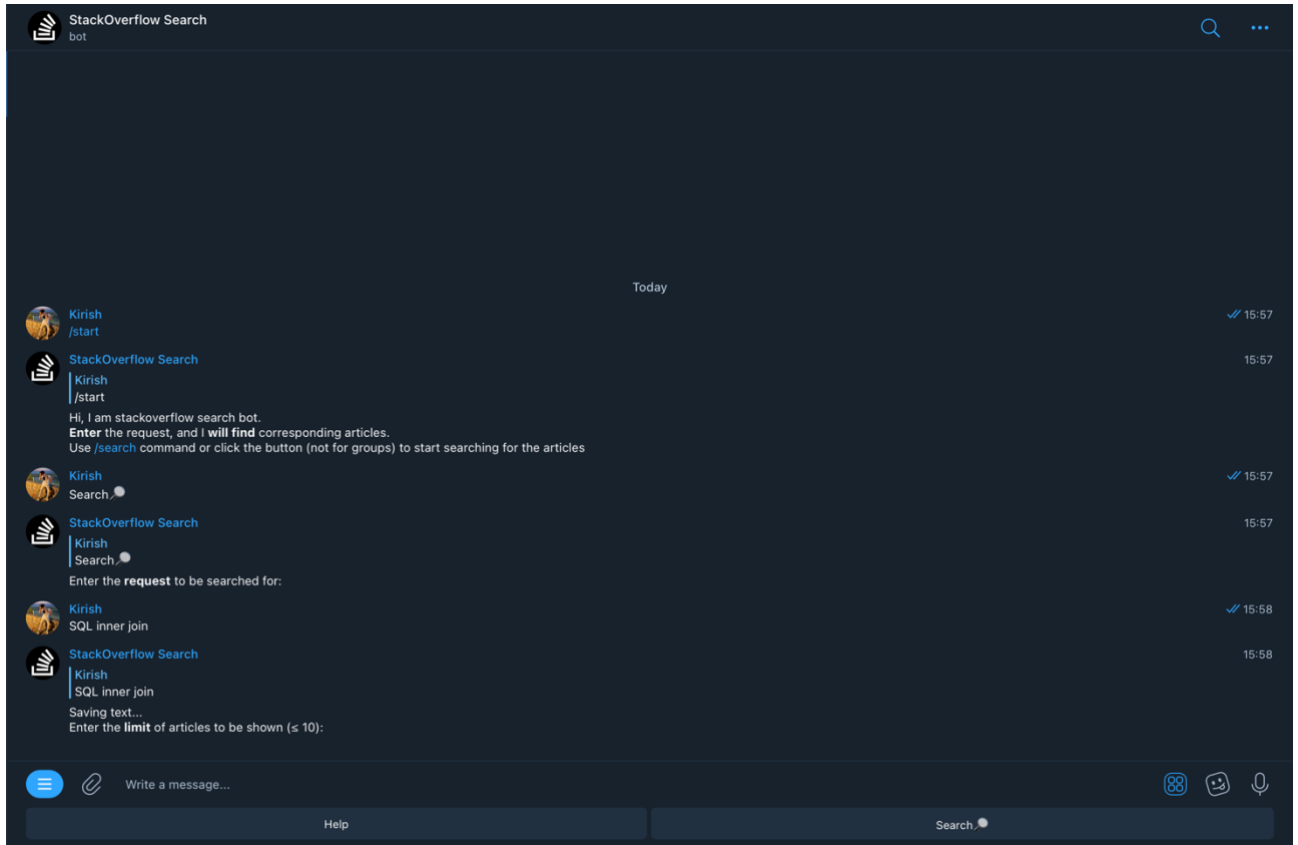 StackOverflow Search
bot
Today
Kirish
15:57
/start
StackOverflow Search
15:57
Kirish
/start
Hi, I am stackoverflow search bot.
Enter the request, and I will find corresponding articles.
Use /search command or click the button (not for groups) to start searching for the articles
Kirish
15:57
Search🔎
StackOverflow Search
15:57
Kirish
Search🔎
Enter the request to be searched for:
Kirish
15:58
SQL inner join
StackOverflow Search
15:58
Kirish
SQL inner join
Saving text...
Enter the limit of articles to be shown (≤ 10):
Write a message...
Help
Search🔎